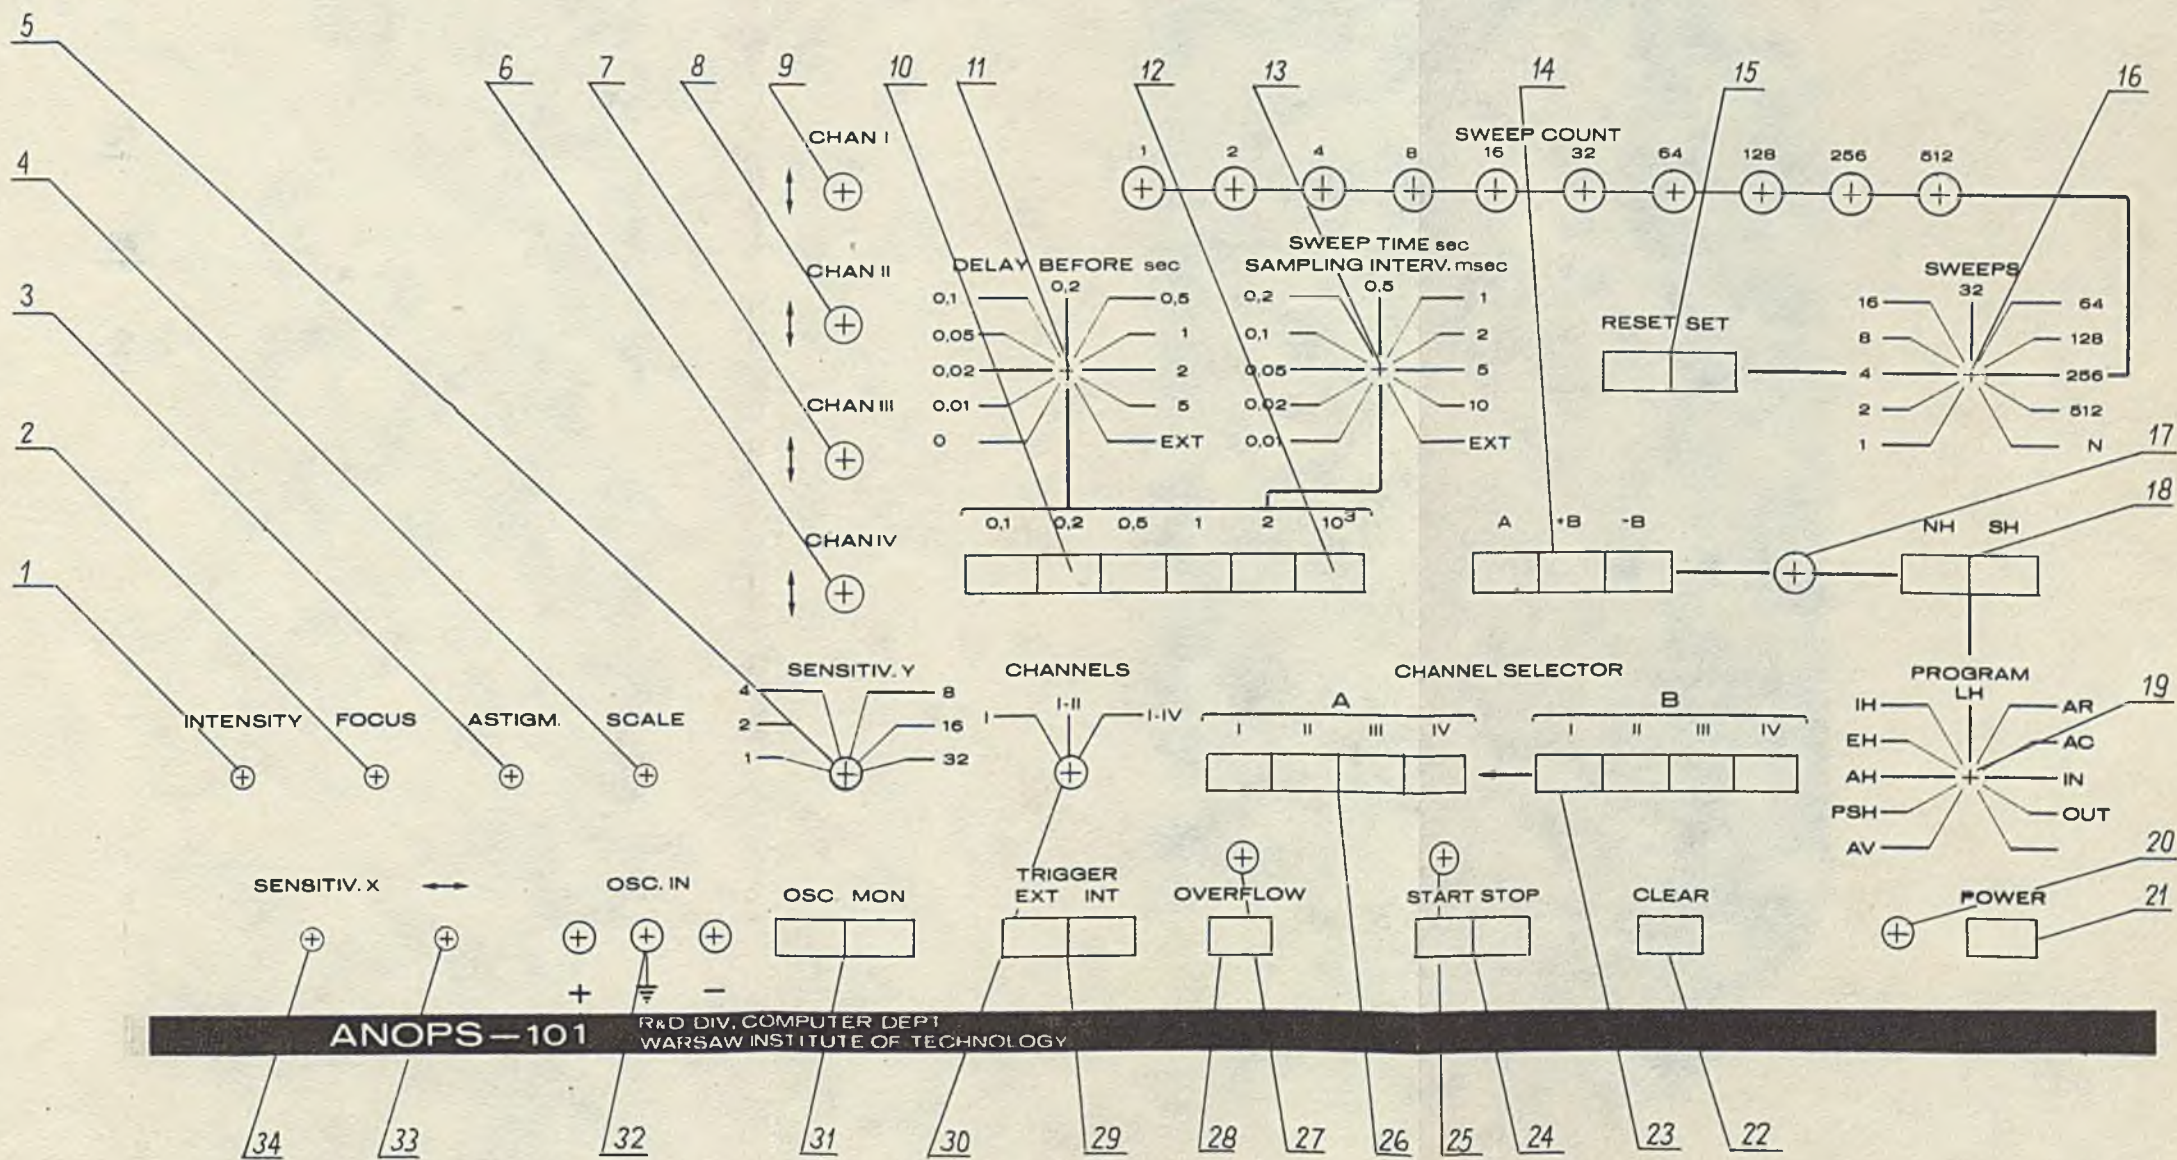 5
6 7 8 9 10 11 12 13 14 15 16
CHAN I
SWEEP COUNT
1 2 4 8 16 32 64 128 256 512
4
CHAN II
DELAY BEFORE sec
0,2
0,1 0,5
0,05 1
0,02 2
0,01 5
0 EXT
SWEEP TIME sec
SAMPLING INTERV. msec
0,5
0,2 1
0,1 2
0,05 5
0,02 10
0,01 EXT
RESET SET
SWEEPS
32
16 64
8 128
4 256
2 512
1 N
3
CHAN III
2
17
18
CHAN IV
0,1 0,2 0,5 1 2 10³
A +B -B
NH SH
1
SENSITIV. Y
4 8
2 16
1 32
CHANNELS
I I-II I-IV
CHANNEL SELECTOR
A B
I II III IV I II III IV
PROGRAM
LH
IH AR
EH AC
AH IN
PSH OUT
AV
19
INTENSITY FOCUS ASTIGM. SCALE
20
21
SENSITIV. X ↔ OSC. IN
OSC MON
TRIGGER
EXT INT
OVERFLOW
START STOP
CLEAR
POWER
+ −
ANOPS—101
R&D DIV. COMPUTER DEPT
WARSAW INSTITUTE OF TECHNOLOGY
34 33 32 31 30 29 28 27 26 25 24 23 22